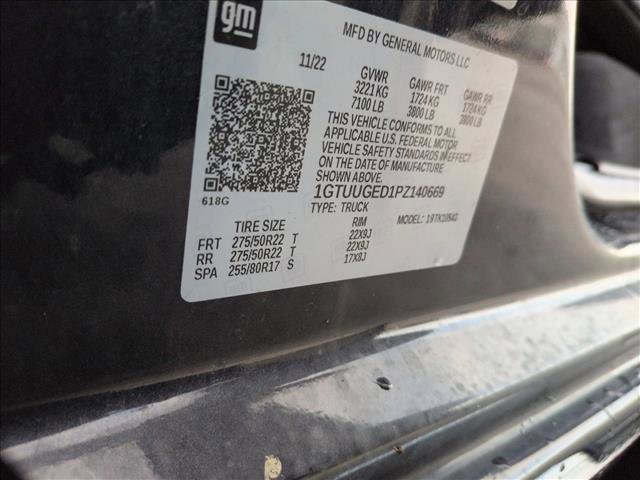 gm
MFD BY GENERAL MOTORS LLC
11/22
GVWR GAWR FRT GAWR RR
3221 KG 1724 KG 1724 KG
7100 LB 3800 LB 3800 LB
THIS VEHICLE CONFORMS TO ALL
APPLICABLE U.S. FEDERAL MOTOR
VEHICLE SAFETY STANDARDS IN EFFECT
ON THE DATE OF MANUFACTURE
SHOWN ABOVE.
1GTUUGED1PZ140669
TYPE: TRUCK MODEL: 19TK10543
618G
TIRE SIZE RIM
FRT 275/50R22 T 22X9J
RR 275/50R22 T 22X9J
SPA 255/80R17 S 17X8J